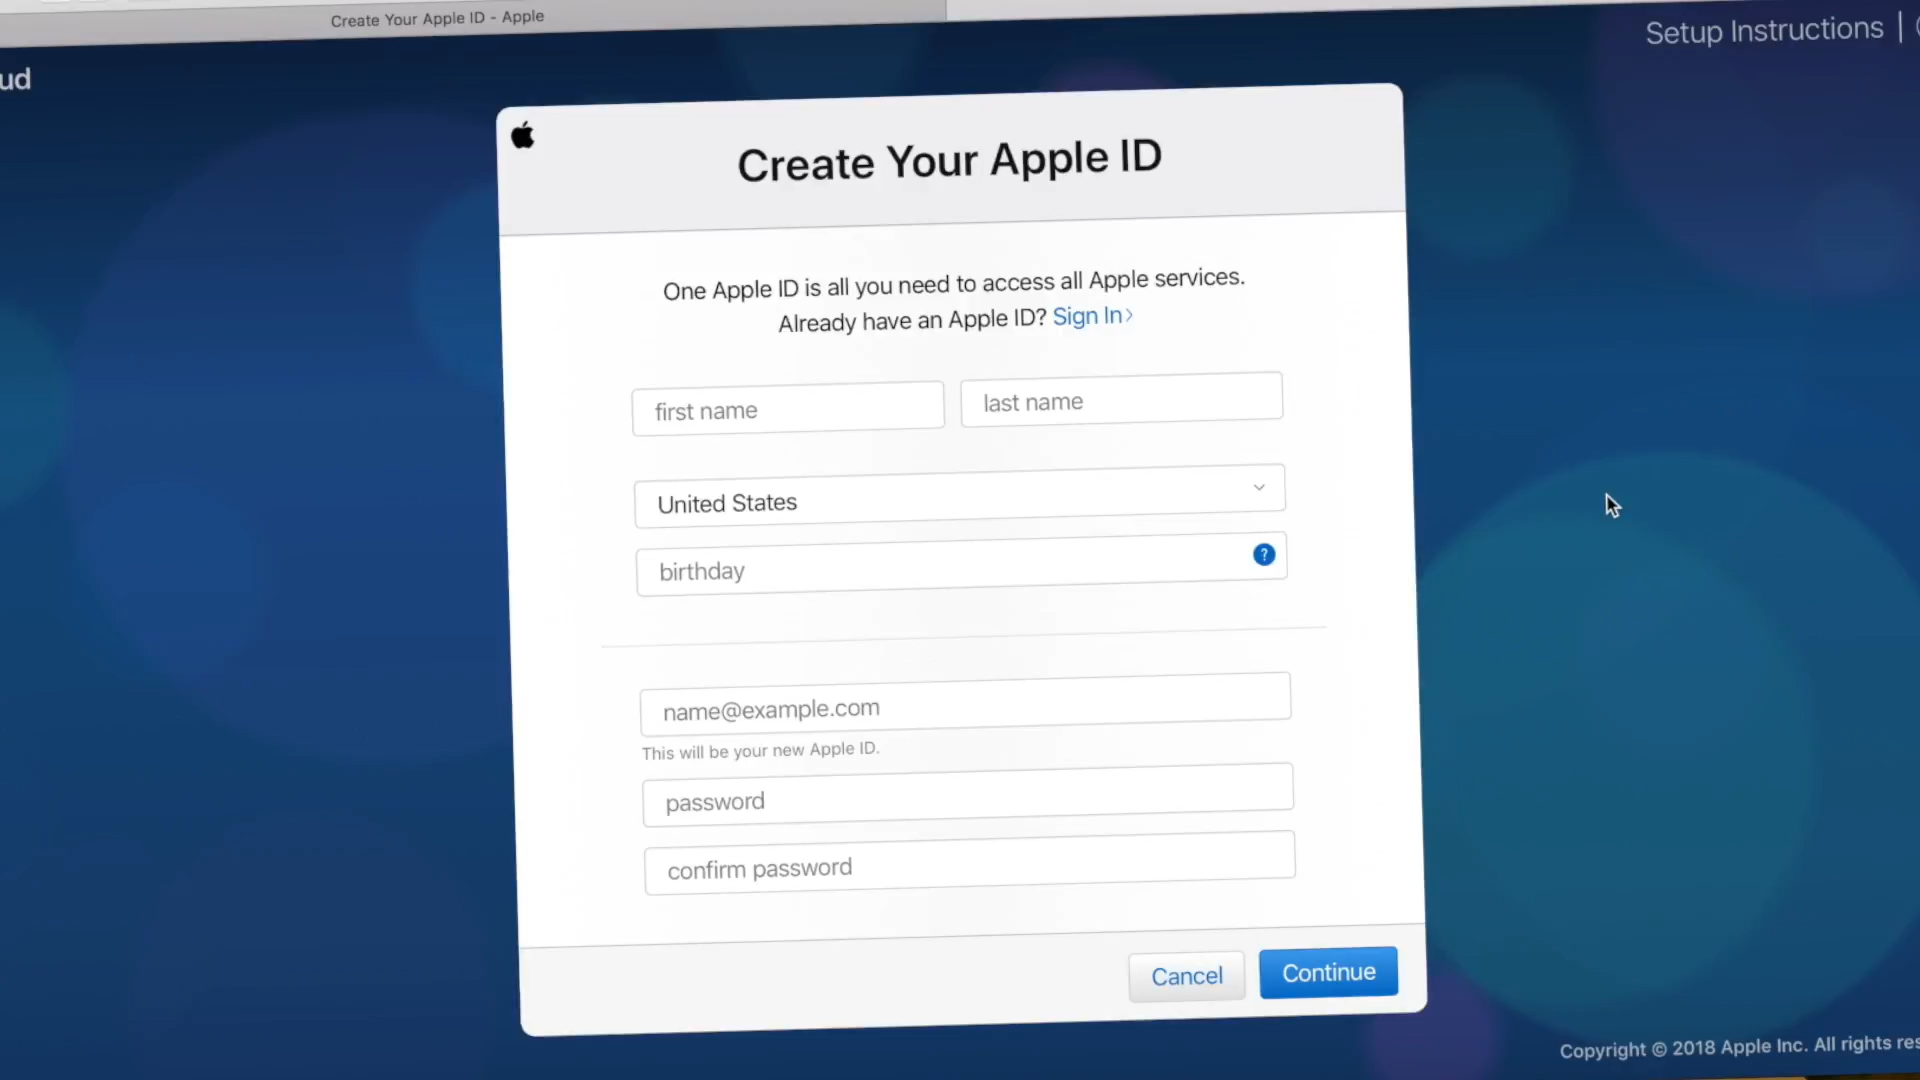 Create Your Apple ID - Apple
Setup Instructions |
ud
Create Your Apple ID
One Apple ID is all you need to access all Apple services.
Already have an Apple ID? Sign In>
first name
last name
United States
birthday
?
name@example.com
This will be your new Apple ID.
password
confirm password
Cancel
Continue
Copyright © 2018 Apple Inc. All rights res